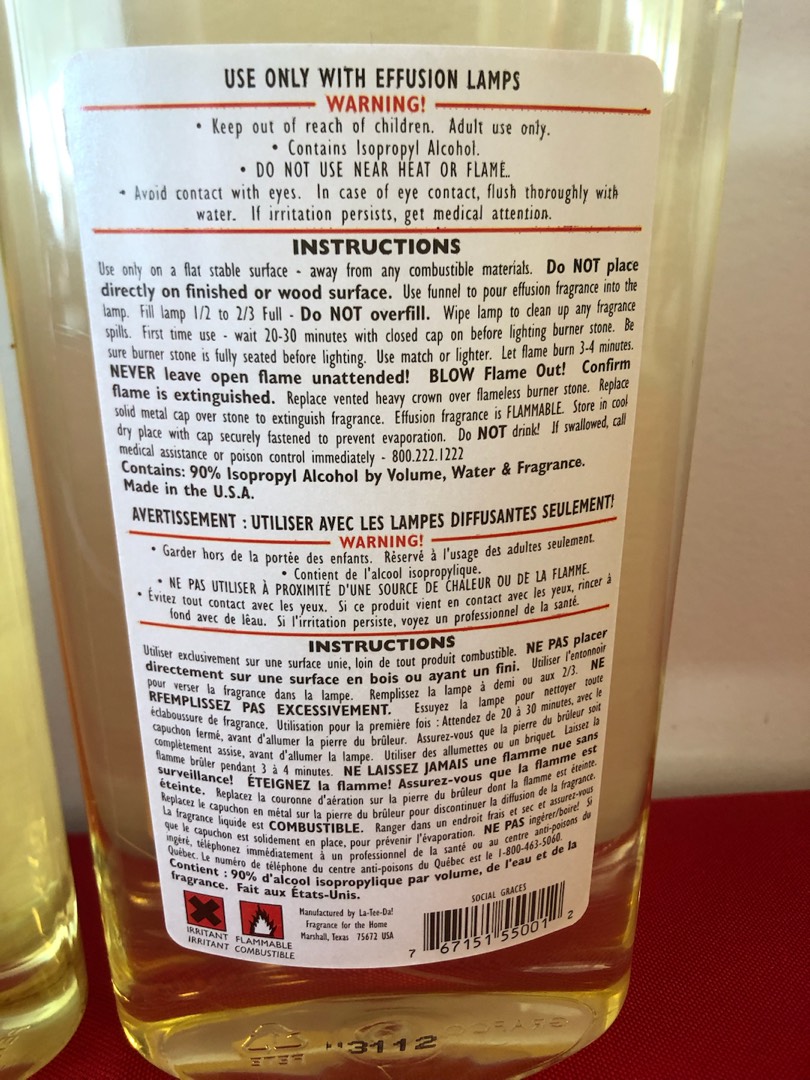 USE ONLY WITH EFFUSION LAMPS
WARNING!
• Keep out of reach of children. Adult use only.
• Contains Isopropyl Alcohol.
• DO NOT USE NEAR HEAT OR FLAME.
• Avoid contact with eyes. In case of eye contact, flush thoroughly with
water. If irritation persists, get medical attention.
INSTRUCTIONS
Use only on a flat stable surface - away from any combustible materials. Do NOT place
directly on finished or wood surface. Use funnel to pour effusion fragrance into the
lamp. Fill lamp 1/2 to 2/3 Full - Do NOT overfill. Wipe lamp to clean up any fragrance
spills. First time use - wait 20-30 minutes with closed cap on before lighting burner stone. Be
sure burner stone is fully seated before lighting. Use match or lighter. Let flame burn 3-4 minutes.
NEVER leave open flame unattended! BLOW Flame Out! Confirm
flame is extinguished. Replace vented heavy crown over flameless burner stone. Replace
solid metal cap over stone to extinguish fragrance. Effusion fragrance is FLAMMABLE. Store in cool
dry place with cap securely fastened to prevent evaporation. Do NOT drink! If swallowed, call
medical assistance or poison control immediately - 800.222.1222
Contains: 90% Isopropyl Alcohol by Volume, Water & Fragrance.
Made in the U.S.A.
AVERTISSEMENT : UTILISER AVEC LES LAMPES DIFFUSANTES SEULEMENT!
WARNING!
• Garder hors de la portée des enfants. Réservé à l'usage des adultes seulement.
• Contient de l'alcool isopropylique.
• NE PAS UTILISER À PROXIMITÉ D'UNE SOURCE DE CHALEUR OU DE LA FLAMME.
• Évitez tout contact avec les yeux. Si ce produit vient en contact avec les yeux, rincer à
fond avec de lêau. Si l'irritation persiste, voyez un professionnel de la santé.
INSTRUCTIONS
Utiliser exclusivement sur une surface unie, loin de tout produit combustible. NE PAS placer
directement sur une surface en bois ou ayant un fini. Utiliser l'entonnoir
pour verser la fragrance dans la lampe. Remplissez la lampe à demi ou aux 2/3. NE
RFEMPLISSEZ PAS EXCESSIVEMENT. Essuyez la lampe pour nettoyer toute
éclaboussure de fragrance. Utilisation pour la première fois : Attendez de 20 à 30 minutes, avec le
capuchon fermé, avant d'allumer la pierre du brûleur. Assurez-vous que la pierre du brûleur soit
complètement assise, avant d'allumer la lampe. Utiliser des allumettes ou un briquet. Laissez la
flamme brûler pendant 3 à 4 minutes. NE LAISSEZ JAMAIS une flamme nue sans
surveillance! ÉTEIGNEZ la flamme! Assurez-vous que la flamme est
éteinte. Replacez la couronne d'aération sur la pierre du brûleur dont la flamme est éteinte.
Replacez le capuchon en métal sur la pierre du brûleur pour discontinuer la diffusion de la fragrance.
La fragrance liquide est COMBUSTIBLE. Ranger dans un endroit frais et sec et assurez-vous
que le capuchon est solidement en place, pour prévenir l'évaporation. NE PAS ingérer/boire! Si
ingéré, téléphonez immédiatement à un professionnel de la santé ou au centre anti-poisons du
Québec. Le numéro de téléphone du centre anti-poisons du Québec est le 1-800-463-5060.
Contient : 90% d'alcool isopropylique par volume, de l'eau et de la
fragrance. Fait aux États-Unis.
IRRITANT FLAMMABLE
IRRITANT COMBUSTIBLE
Manufactured by La-Tee-Da!
Fragrance for the Home
Marshall, Texas 75672 USA
SOCIAL GRACES
7 67151 55001 2
3112